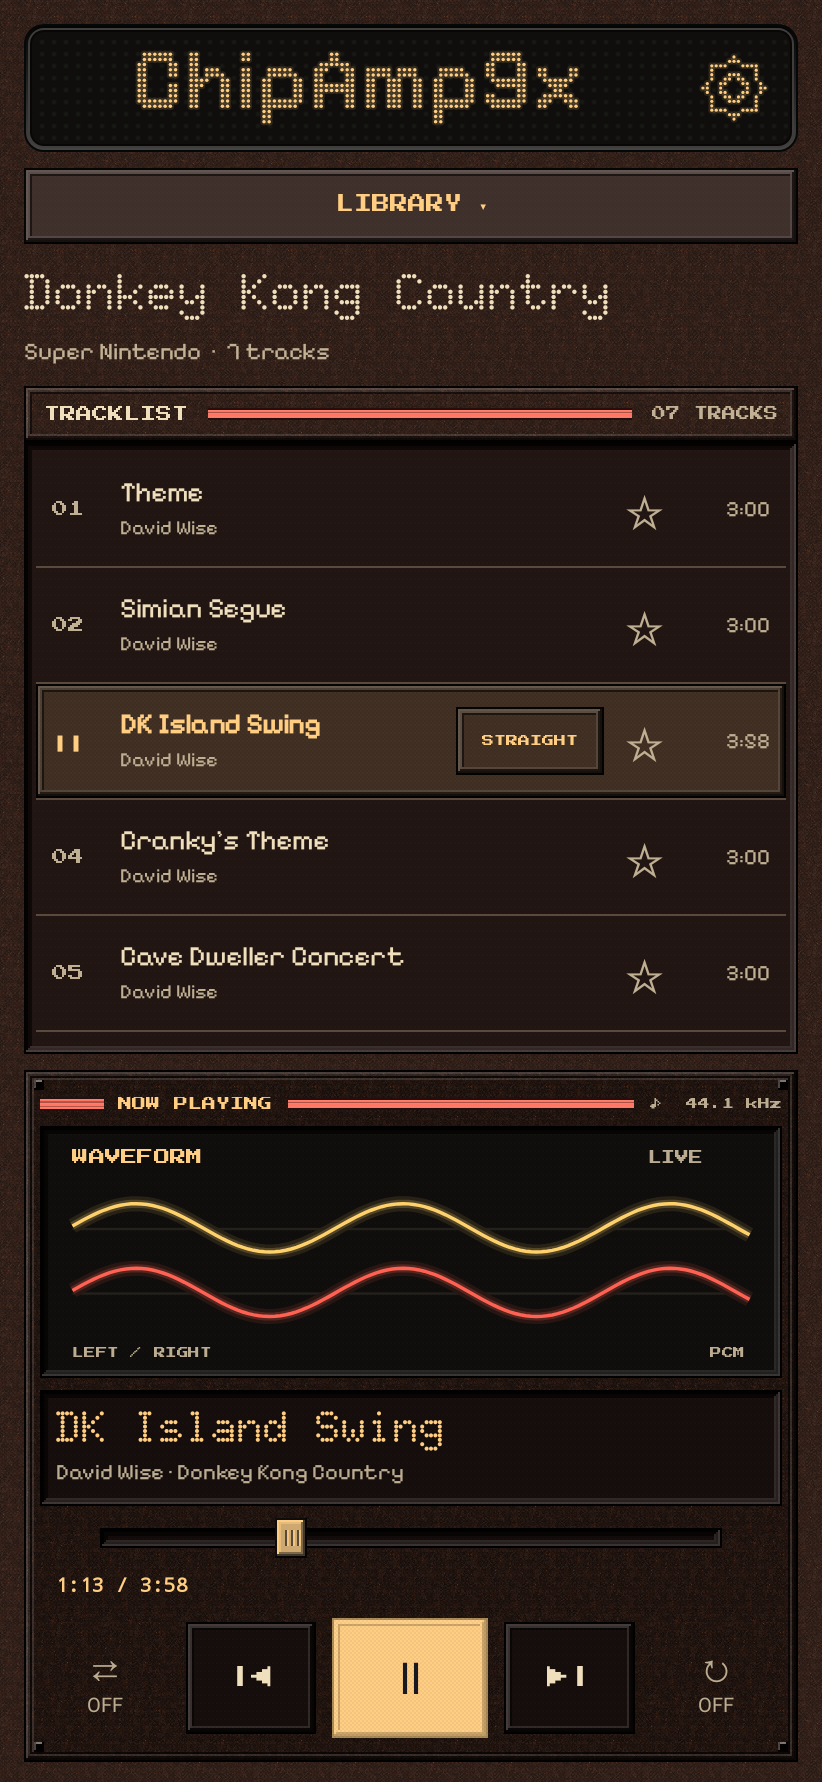 ChipAmp9x
LIBRARY ▾
Donkey Kong Country
Super Nintendo · 7 tracks
TRACKLIST 07 TRACKS
01 Theme 3:00
David Wise
02 Simian Segue 3:00
David Wise
DK Island Swing STRAIGHT 3:58
David Wise
04 Cranky's Theme 3:00
David Wise
05 Cave Dweller Concert 3:00
David Wise
NOW PLAYING ♪ 44.1 kHz
WAVEFORM LIVE
LEFT / RIGHT PCM
DK Island Swing
David Wise · Donkey Kong Country
1:13 / 3:58
OFF OFF